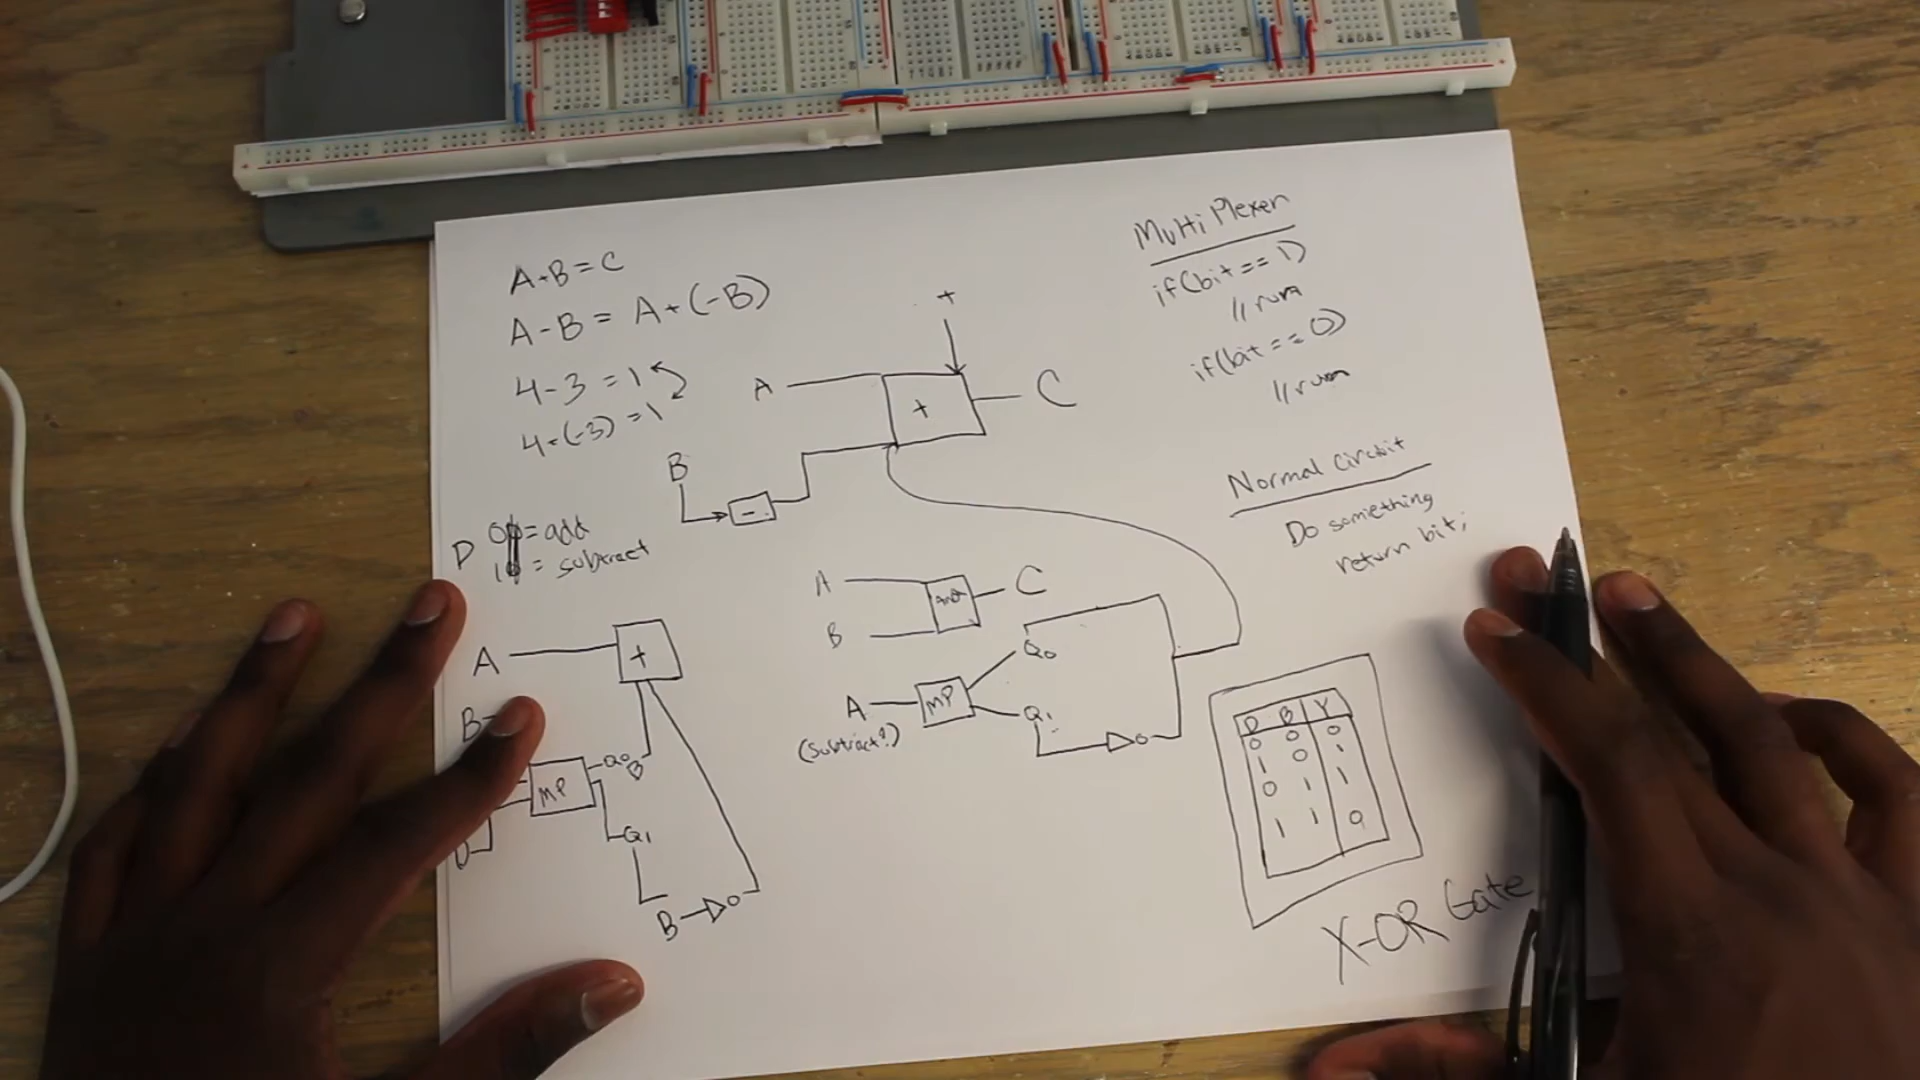 A+B=C
A-B= A+(-B)
4-3 =1
4+(-3) =1
+
A
+
C
B
-
D
= add
= subtract
A
+
B
MP
Q0
B
Q1
D
B
A
And
C
B
A
MP
Q0
Q1
(subtract?)
Multi Plexer
if(bit == 1)
// run
if(bit == 0)
// run
Normal Circuit
Do something
return bit;
D B Y
0 0 0
1 0 1
0 1 1
1 1 0
X-OR Gate